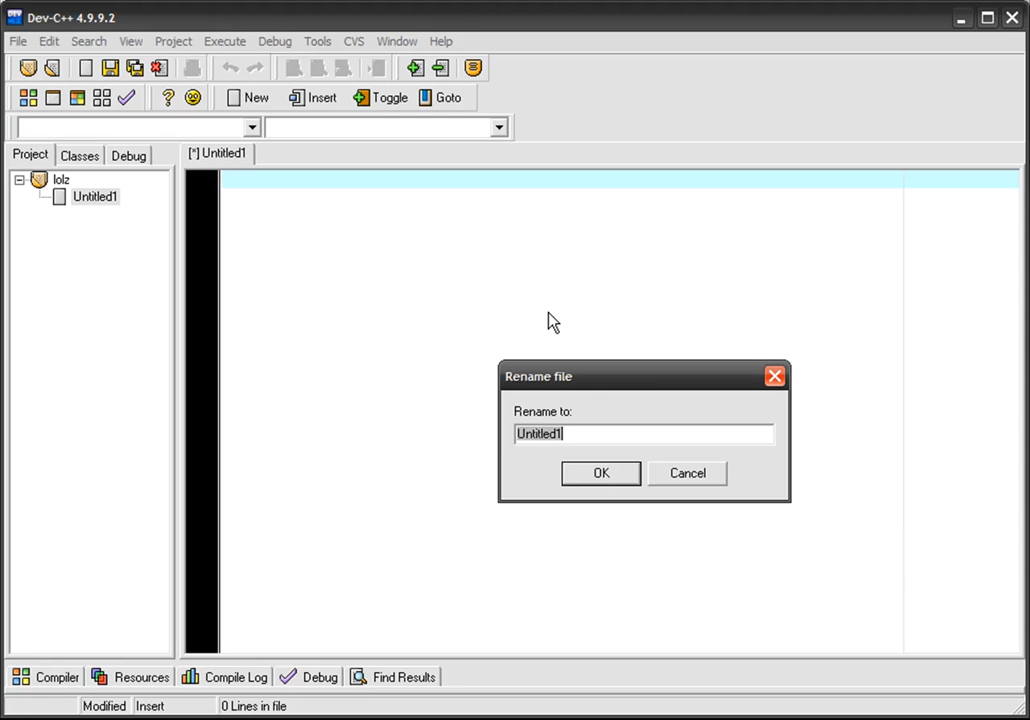 Dev-C++ 4.9.9.2
File Edit Search View Project Execute Debug Tools CVS Window Help
New Insert Toggle Goto
Project Classes Debug [*] Untitled1
lolz
Untitled1
Rename file
Rename to:
Untitled1
OK Cancel
Compiler Resources Compile Log Debug Find Results
Modified Insert 0 Lines in file